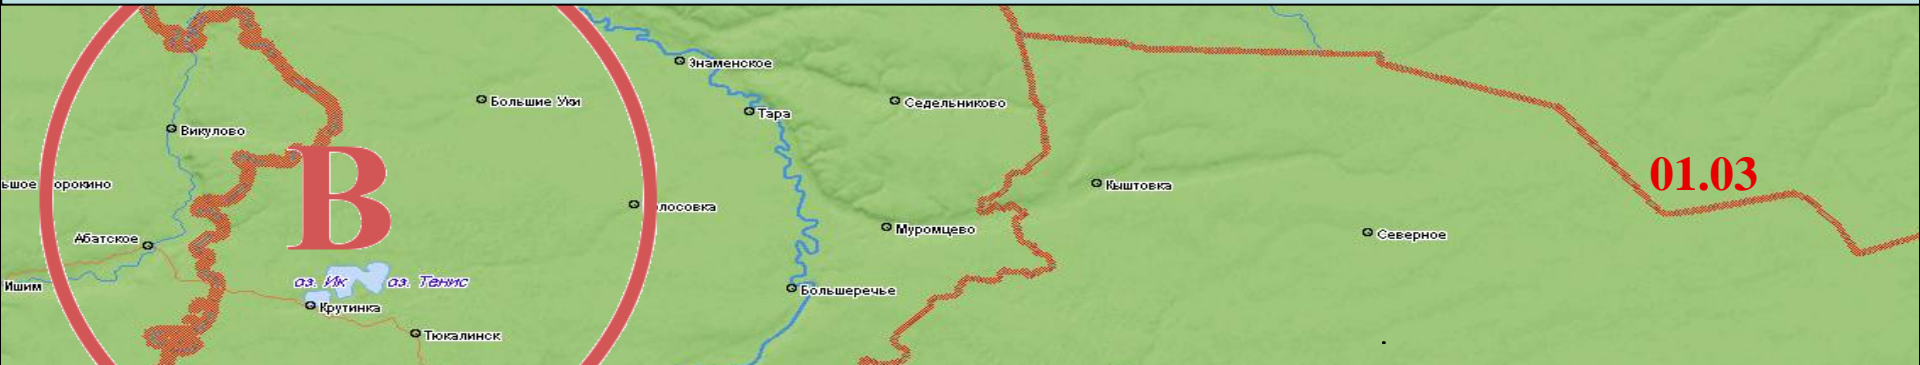 Знаменское
Большие Уки
Седельниково
Тара
Викулово
В
01.03
ьшое
орокино
Кыштовка
лосовка
Муромцево
Абатское
Северное
оз. Ик
оз. Тенис
Ишим
Большеречье
Крутинка
Тюкалинск